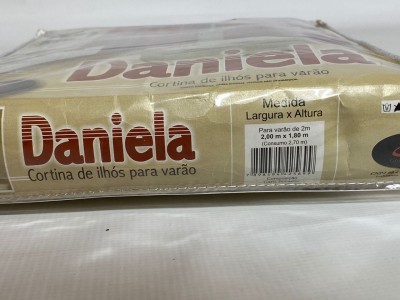 Daniela
Cortina de ilhós para varão
Daniela
Cortina de ilhós para varão
Medida
Largura x Altura
Para varão de 2m
2,00 m x 1,80 m
(Consumo 2,70 m)